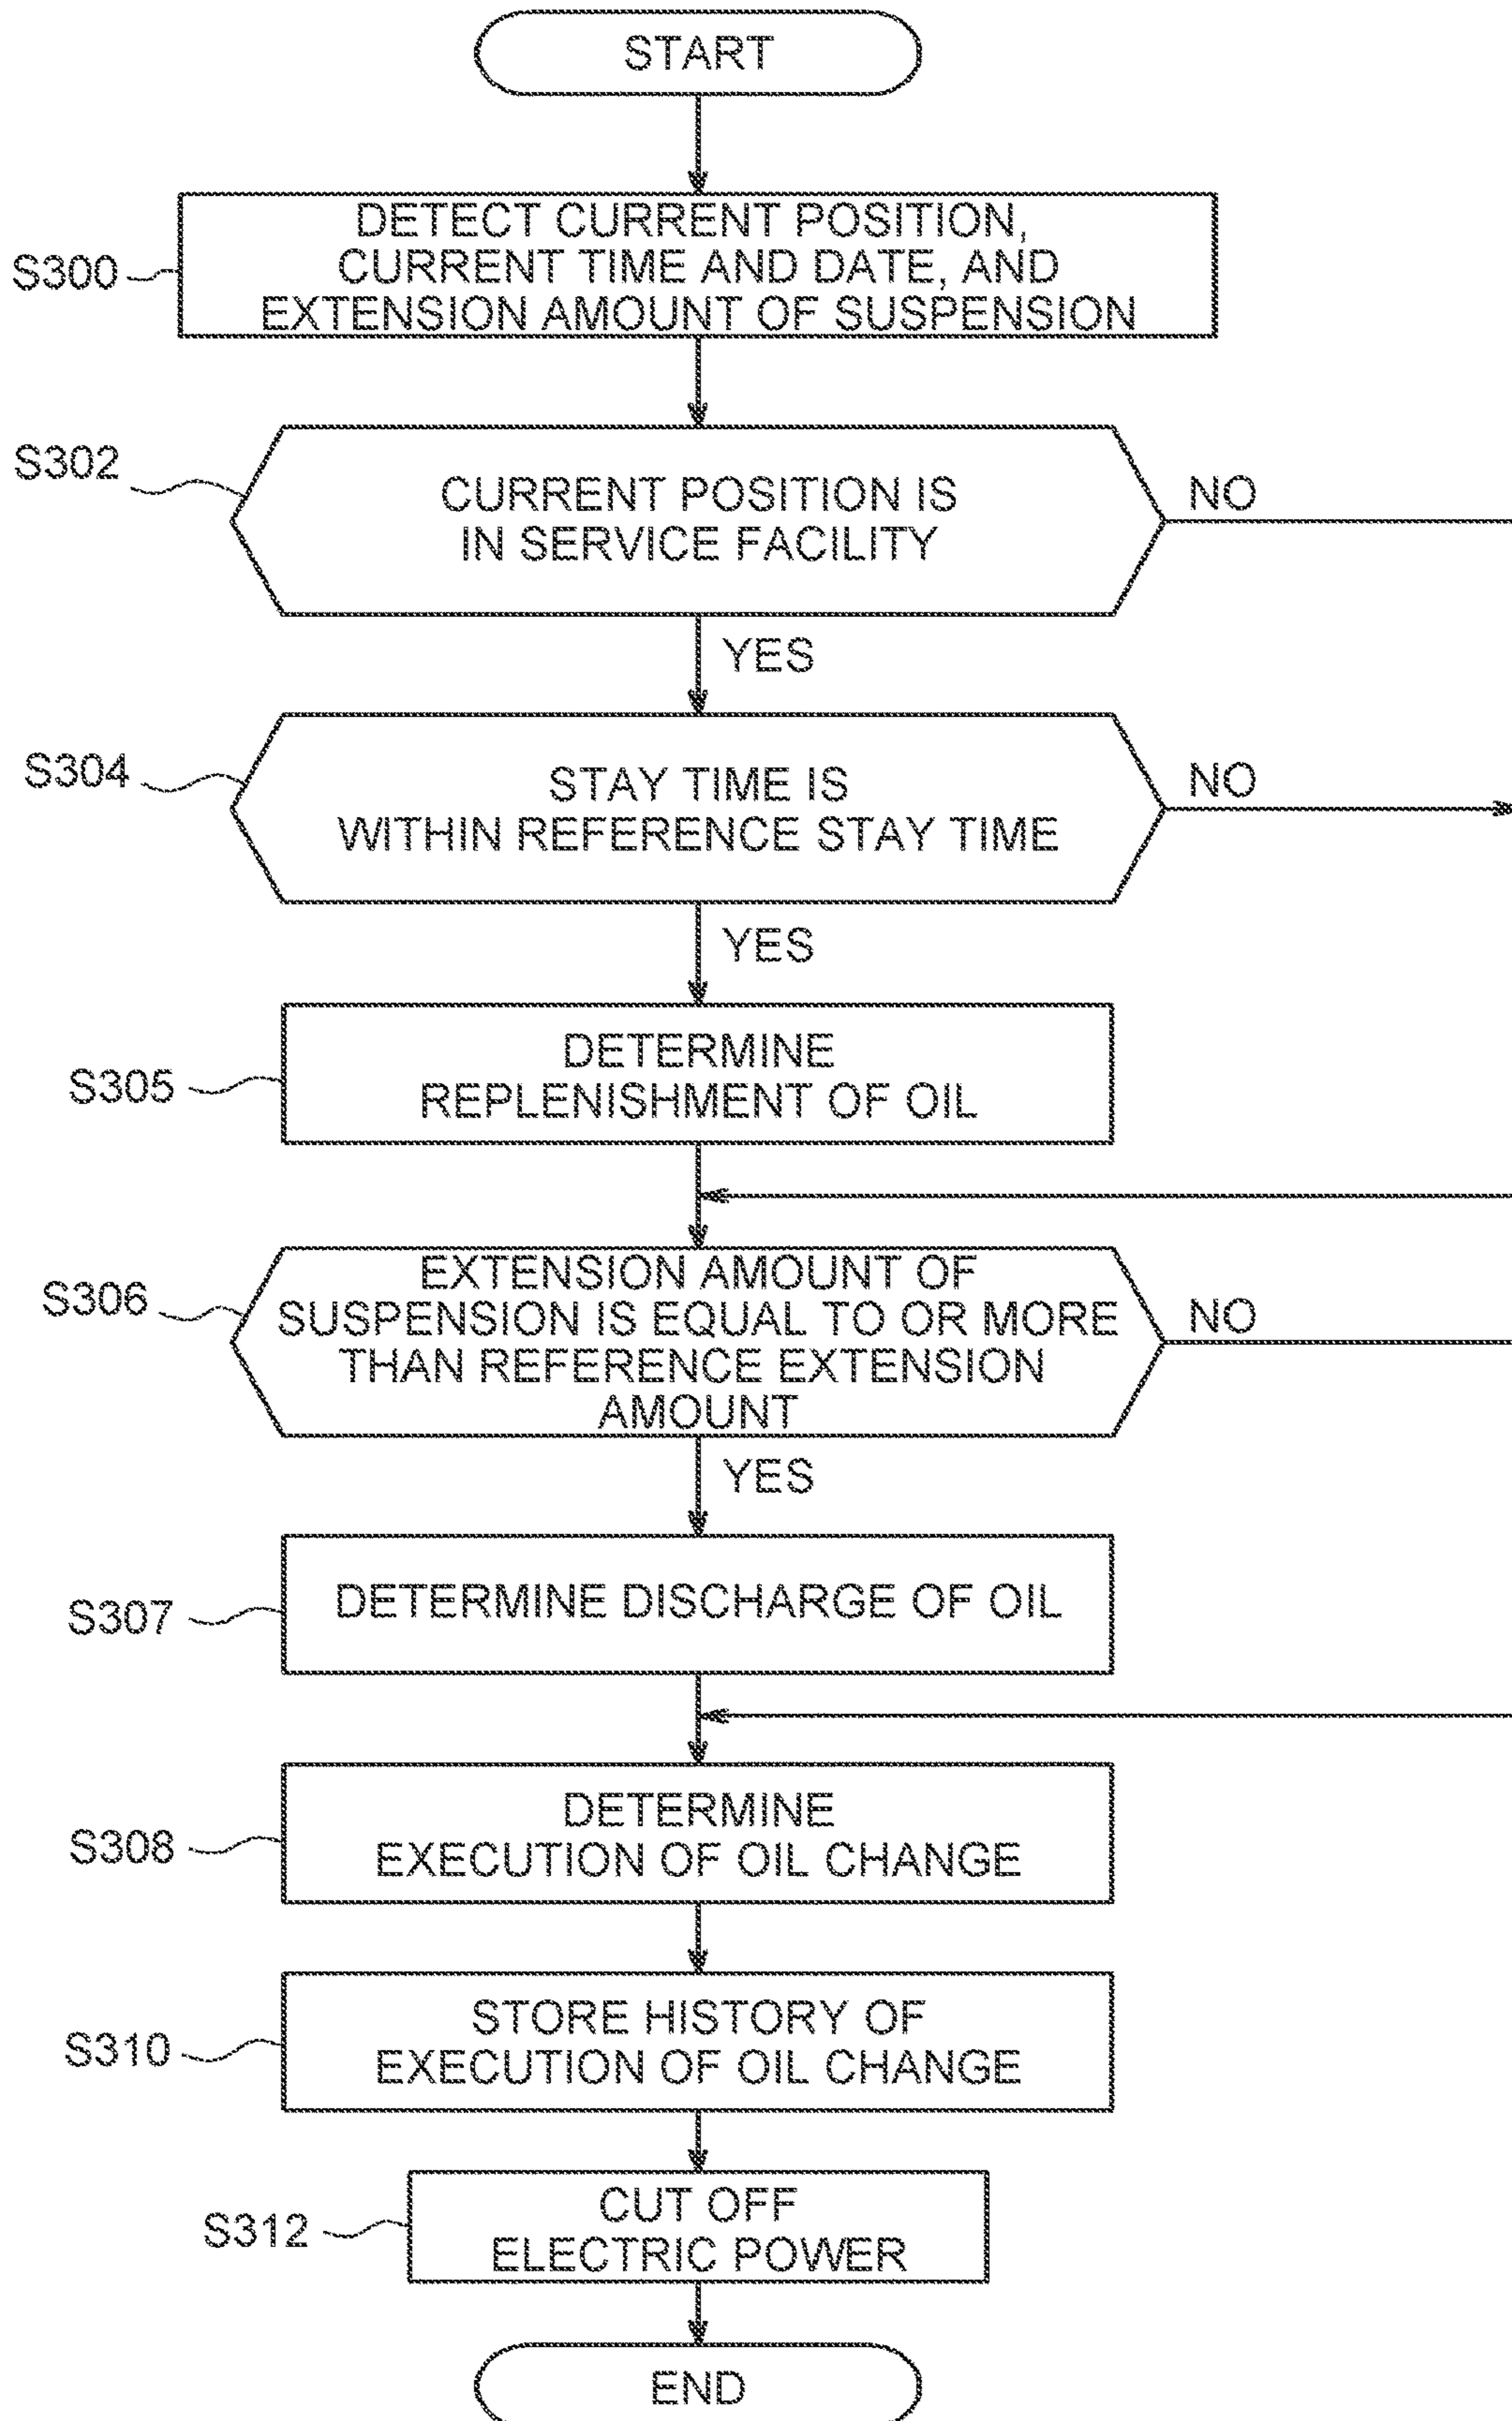 START
S300
DETECT CURRENT POSITION,
CURRENT TIME AND DATE, AND
EXTENSION AMOUNT OF SUSPENSION
S302
CURRENT POSITION IS
IN SERVICE FACILITY
NO
YES
S304
STAY TIME IS
WITHIN REFERENCE STAY TIME
NO
YES
S305
DETERMINE
REPLENISHMENT OF OIL
S306
EXTENSION AMOUNT OF
SUSPENSION IS EQUAL TO OR MORE
THAN REFERENCE EXTENSION
AMOUNT
NO
YES
S307
DETERMINE DISCHARGE OF OIL
S308
DETERMINE
EXECUTION OF OIL CHANGE
S310
STORE HISTORY OF
EXECUTION OF OIL CHANGE
S312
CUT OFF
ELECTRIC POWER
END